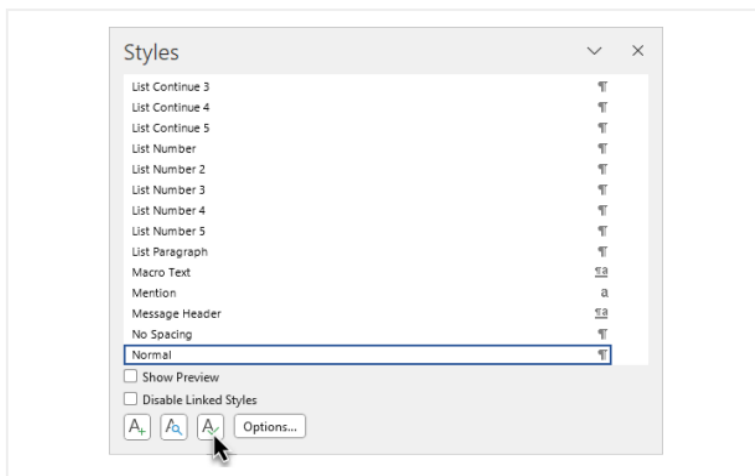 Styles
List Continue 3 ¶
List Continue 4 ¶
List Continue 5 ¶
List Number ¶
List Number 2 ¶
List Number 3 ¶
List Number 4 ¶
List Number 5 ¶
List Paragraph ¶
Macro Text ¶a
Mention a
Message Header ¶a
No Spacing ¶
Normal ¶
Show Preview
Disable Linked Styles
Options...